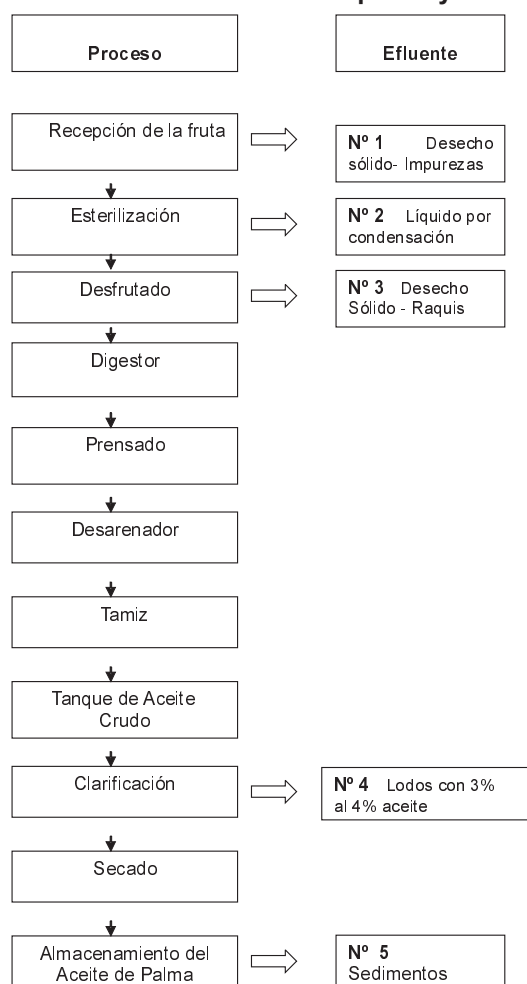 Proceso
Efluente
Recepción de la fruta
Nº 1 Desecho
sólido- Impurezas
Esterilización
Nº 2 Líquido por
condensación
Desfrutado
Nº 3 Desecho
Sólido - Raquis
Digestor
Prensado
Desarenador
Tamiz
Tanque de Aceite
Crudo
Clarificación
Nº 4 Lodos con 3%
al 4% aceite
Secado
Almacenamiento del
Aceite de Palma
Nº 5
Sedimentos